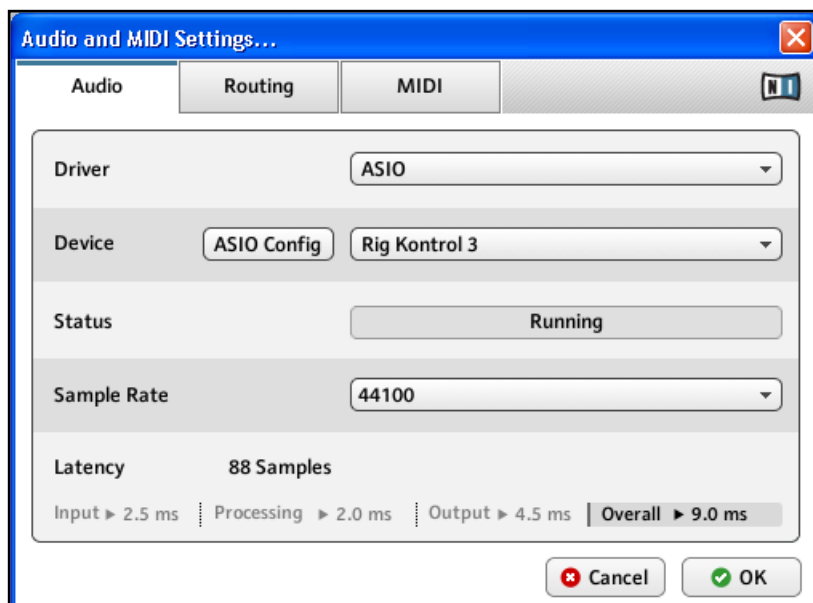 Audio and MIDI Settings...
Audio Routing MIDI NI
Driver ASIO
Device ASIO Config Rig Kontrol 3
Status Running
Sample Rate 44100
Latency 88 Samples
Input ▸ 2.5 ms Processing ▸ 2.0 ms Output ▸ 4.5 ms Overall ▸ 9.0 ms
Cancel OK